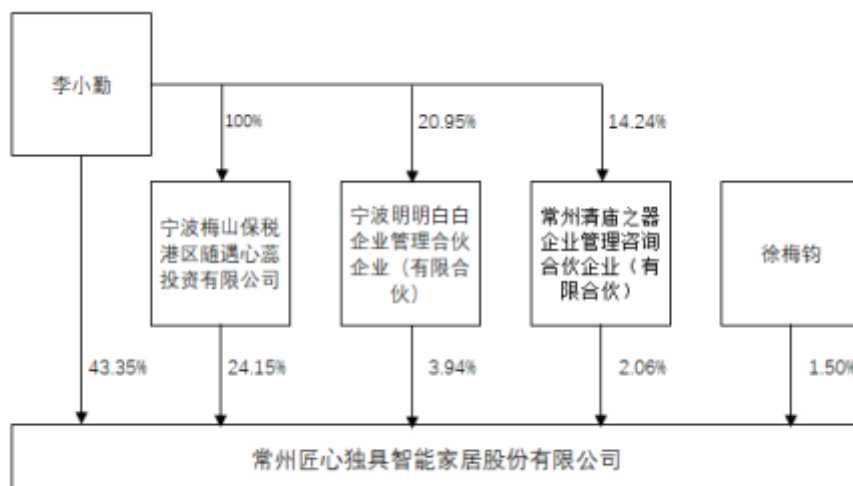 李小勤
100%
20.95%
14.24%
宁波梅山保税
港区随遇心蕊
投资有限公司
宁波明明白白
企业管理合伙
企业（有限合
伙）
常州清庙之器
企业管理咨询
合伙企业（有
限合伙）
徐梅钧
43.35%
24.15%
3.94%
2.06%
1.50%
常州匠心独具智能家居股份有限公司